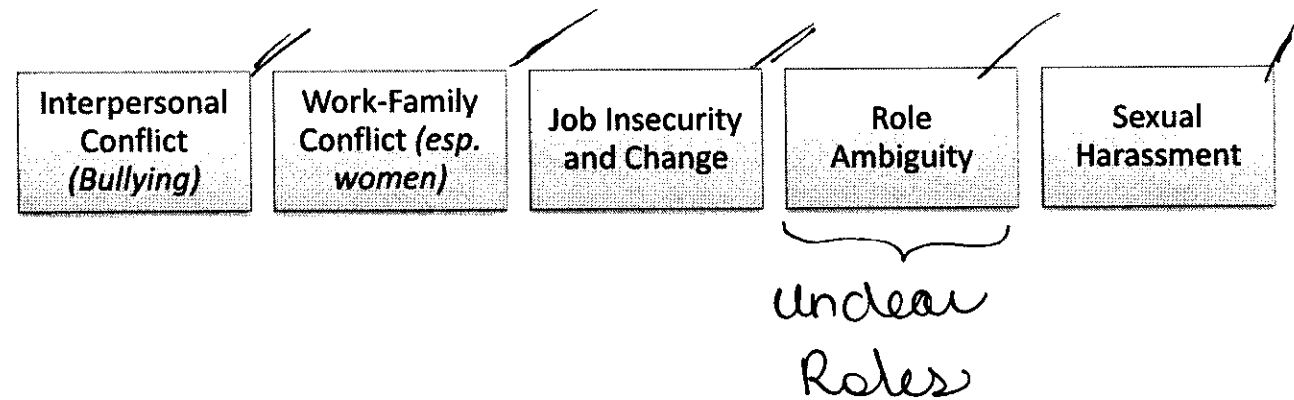 Interpersonal
Conflict
(Bullying)
Work-Family
Conflict (esp.
women)
Job Insecurity
and Change
Role
Ambiguity
Sexual
Harassment
Unclear
Roles